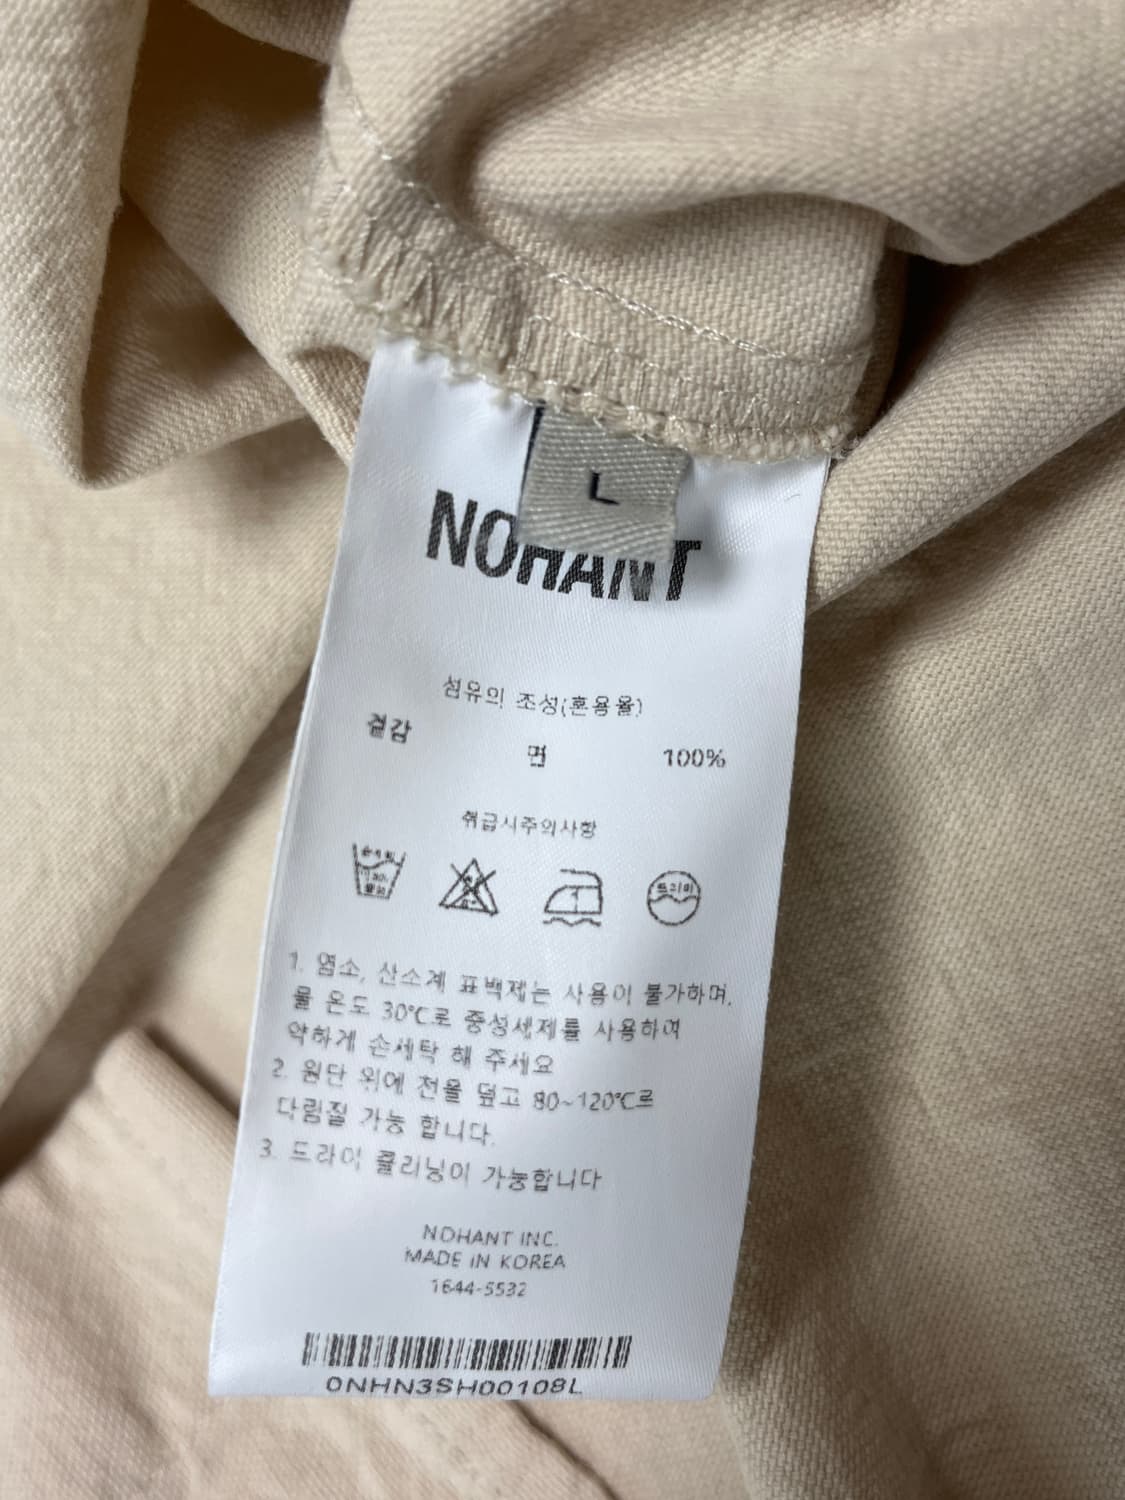 L
NOHANT
섬유의 조성(혼용율)
겉감 면 100%
취급시주의사항
드라이
1. 염소, 산소계 표백제는 사용이 불가하며,
물 온도 30℃로 중성세제를 사용하여
약하게 손세탁 해 주세요
2. 원단 위에 천을 덮고 80~120℃로
다림질 가능 합니다.
3. 드라이 클리닝이 가능합니다
NOHANT INC.
MADE IN KOREA
1644-5532
0NHN3SH00108L